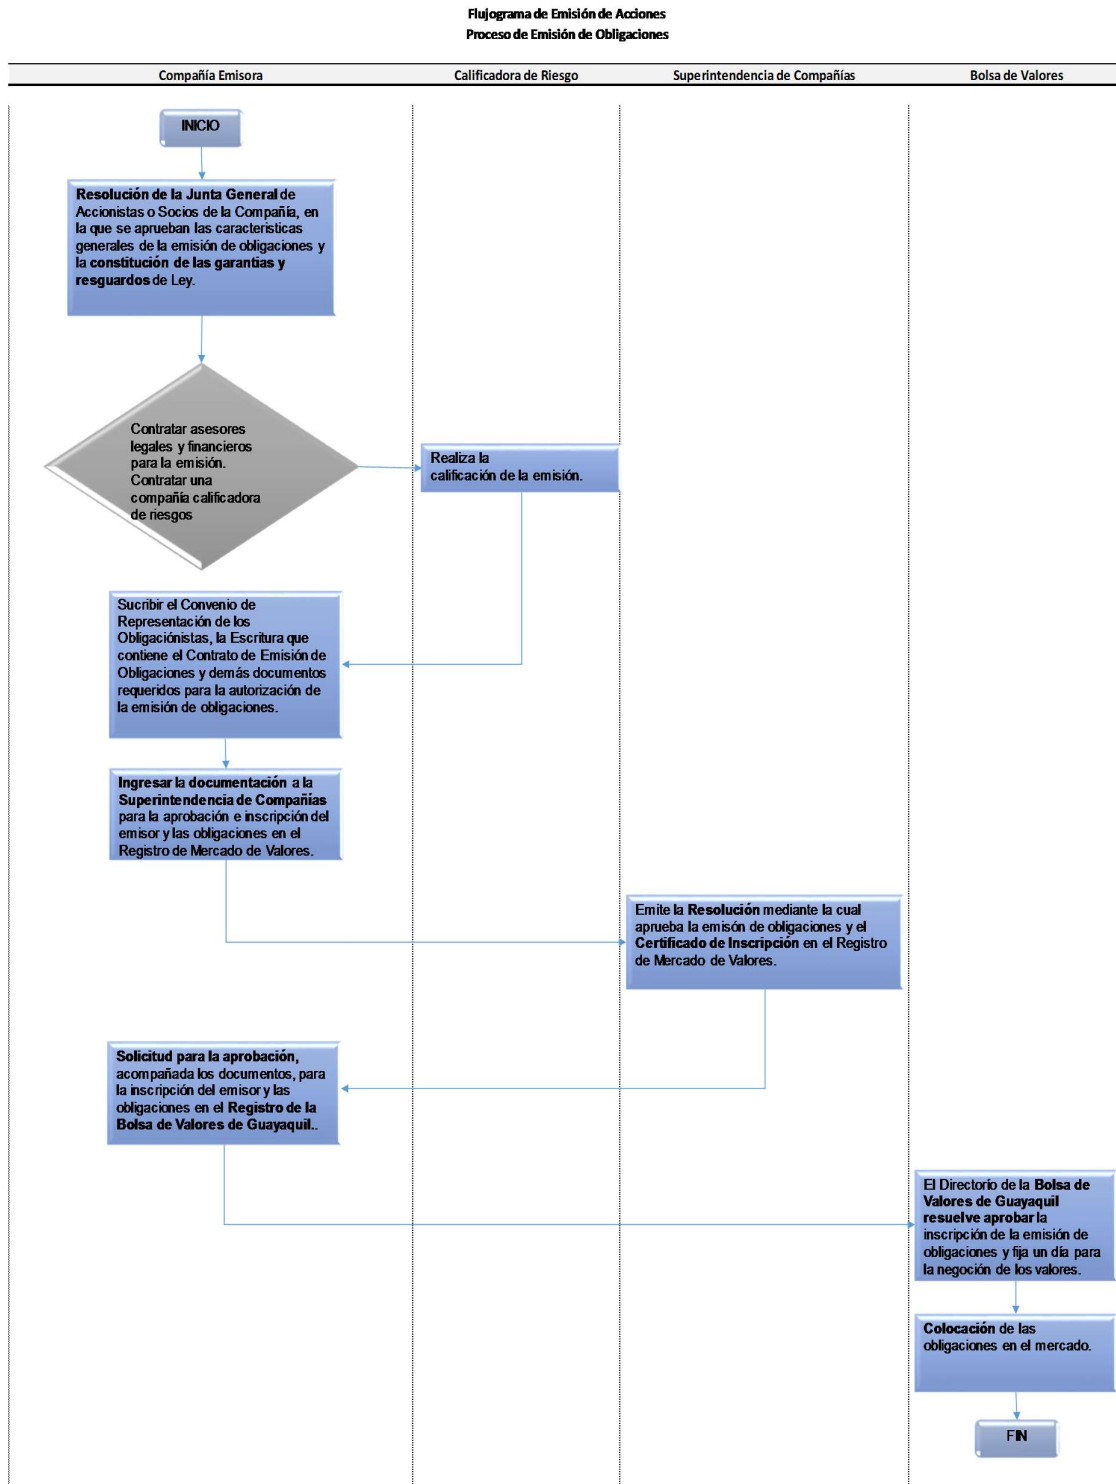 Flujograma de Emisión de Acciones
Proceso de Emisión de Obligaciones
Compañía Emisora
Calificadora de Riesgo
Superintendencia de Compañías
Bolsa de Valores
INICIO
Resolución de la Junta General de
Accionistas o Socios de la Compañía, en
la que se aprueban las características
generales de la emisión de obligaciones y
la constitución de las garantias y
resguardos de Ley.
Contratar asesores
legales y financieros
para la emisión.
Contratar una
compañía calificadora
de riesgos
Realiza la
calificación de la emisión.
Sucribir el Convenio de
Representación de los
Obligaciónistas, la Escritura que
contiene el Contrato de Emisión de
Obligaciones y demás documentos
requeridos para la autorización de
la emisión de obligaciones.
Ingresar la documentación a la
Superintendencia de Compañías
para la aprobación e inscripción del
emisor y las obligaciones en el
Registro de Mercado de Valores.
Emite la Resolución mediante la cual
aprueba la emisón de obligaciones y el
Certificado de Inscripción en el Registro
de Mercado de Valores.
Solicitud para la aprobación,
acompañada los documentos, para
la inscripción del emisor y las
obligaciones en el Registro de la
Bolsa de Valores de Guayaquil..
El Directorío de la Bolsa de
Valores de Guayaquil
resuelve aprobar la
inscripción de la emisión de
obligaciones y fija un día para
la negoción de los valores.
Colocación de las
obligaciones en el mercado.
FIN